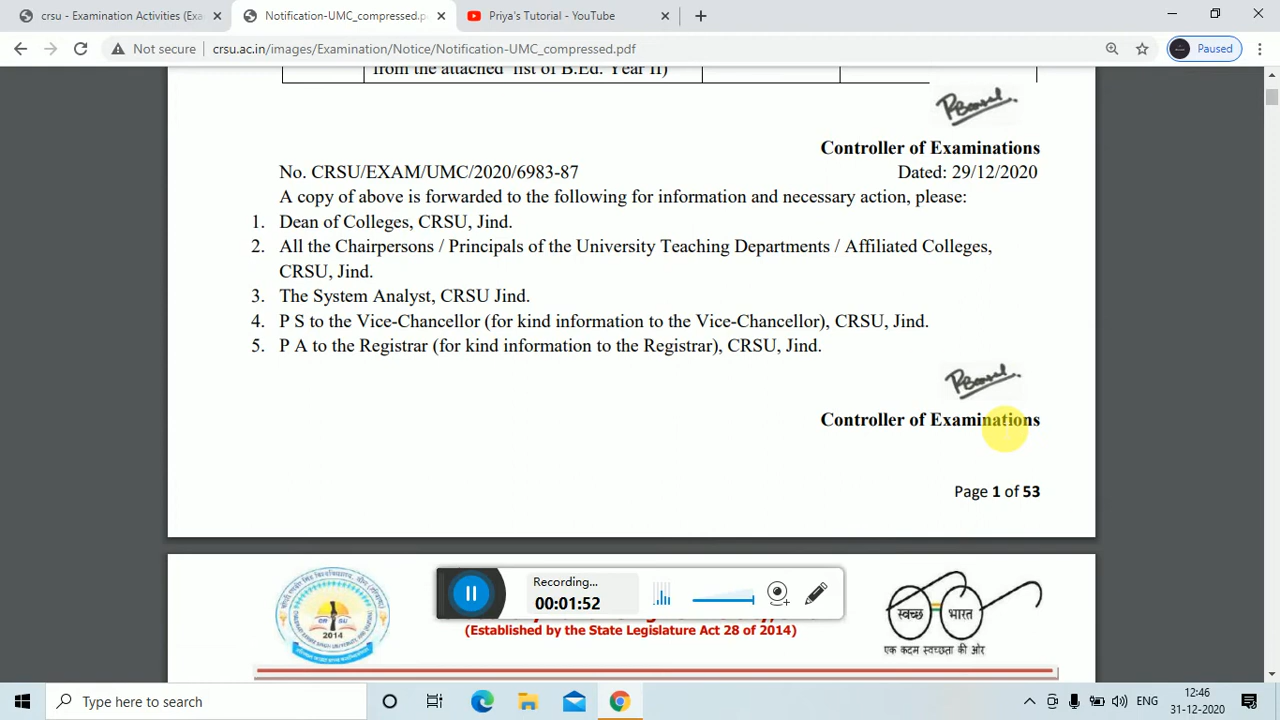 crsu - Examination Activities (Exa
Notification-UMC_compressed.p
Priya's Tutorial - YouTube
Not secure
crsu.ac.in/images/Examination/Notice/Notification-UMC_compressed.pdf
Paused
from the attached list of B.Ed. Year II)
Controller of Examinations
No. CRSU/EXAM/UMC/2020/6983-87 Dated: 29/12/2020
A copy of above is forwarded to the following for information and necessary action, please:
1. Dean of Colleges, CRSU, Jind.
2. All the Chairpersons / Principals of the University Teaching Departments / Affiliated Colleges,
CRSU, Jind.
3. The System Analyst, CRSU Jind.
4. P S to the Vice-Chancellor (for kind information to the Vice-Chancellor), CRSU, Jind.
5. P A to the Registrar (for kind information to the Registrar), CRSU, Jind.
Controller of Examinations
Page 1 of 53
Recording...
00:01:52
(Established by the State Legislature Act 28 of 2014)
CR SU
2014
स्वच्छ भारत
एक कदम स्वच्छता की ओर
Type here to search
ENG
12:46
31-12-2020